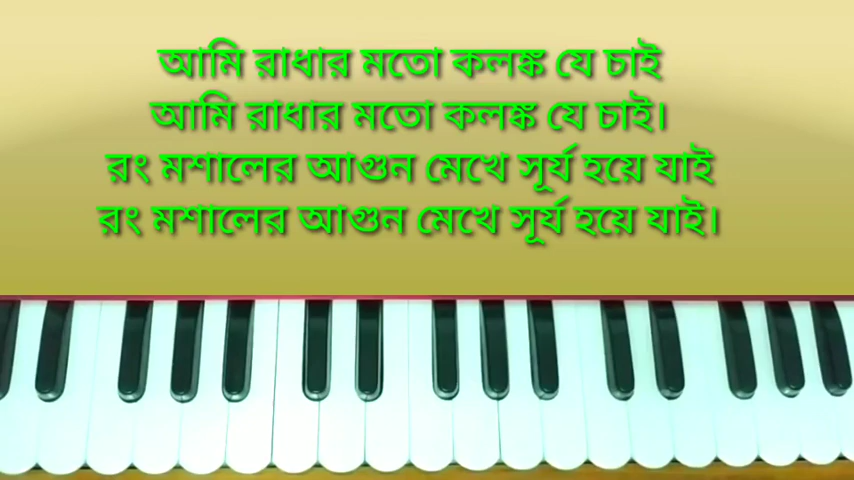 আমি রাধার মতো কলঙ্ক যে চাই
আমি রাধার মতো কলঙ্ক যে চাই।
রং মশালের আগুন মেখে সূর্য হয়ে যাই
রং মশালের আগুন মেখে সূর্য হয়ে যাই।